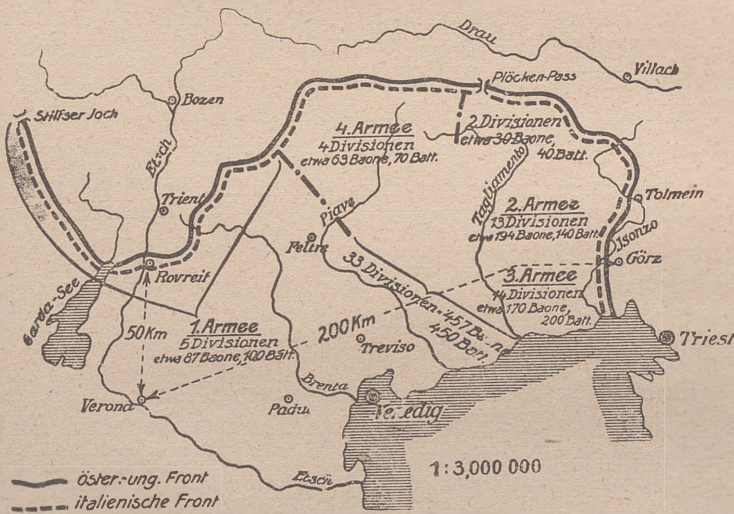 Drau
Villach
Plöcken-Pass
Stilfser Joch
Bozen
Etsch
4. Armee
4 Divisionen
etwa 63 Baone, 70 Batt.
2 Divisionen
etwa 30 Baone,
40 Batt.
Tagliamento
Trient
Piave
2. Armee
13 Divisionen
etwa 194 Baone, 140 Batt.
Tolmein
Isonzo
Feltre
Görz
Rovreit
3. Armee
14 Divisionen
etwa 170 Baone,
200 Batt.
Garda-See
33 Divisionen - 457
450 Batt.
50 Km
1. Armee
5 Divisionen
etwa 87 Baone, 100 Batt.
200 Km
Treviso
Triest
Verona
Brenta
Padu
Venedig
Etsch
1:3,000 000
öster.-ung. Front
italienische Front